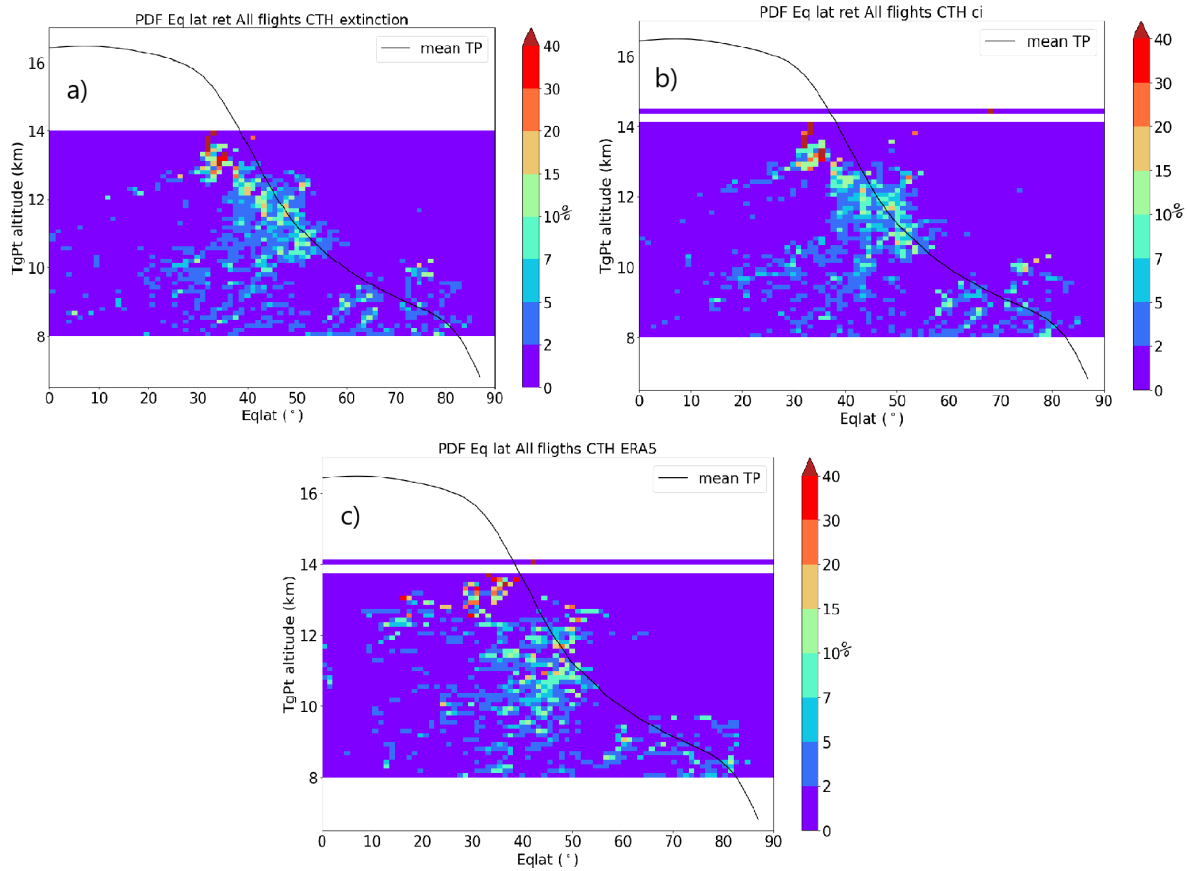 PDF Eq lat ret All flights CTH extinction
mean TP
a)
TgPt altitude (km)
16
14
12
10
8
0 10 20 30 40 50 60 70 80 90
Eqlat (°)
40
30
20
15
10
%
7
5
2
0
PDF Eq lat ret All flights CTH ci
mean TP
b)
TgPt altitude (km)
16
14
12
10
8
0 10 20 30 40 50 60 70 80 90
Eqlat (°)
40
30
20
15
10
%
7
5
2
0
PDF Eq lat All fligths CTH ERA5
mean TP
c)
TgPt altitude (km)
16
14
12
10
8
0 10 20 30 40 50 60 70 80 90
Eqlat (°)
40
30
20
15
10
%
7
5
2
0